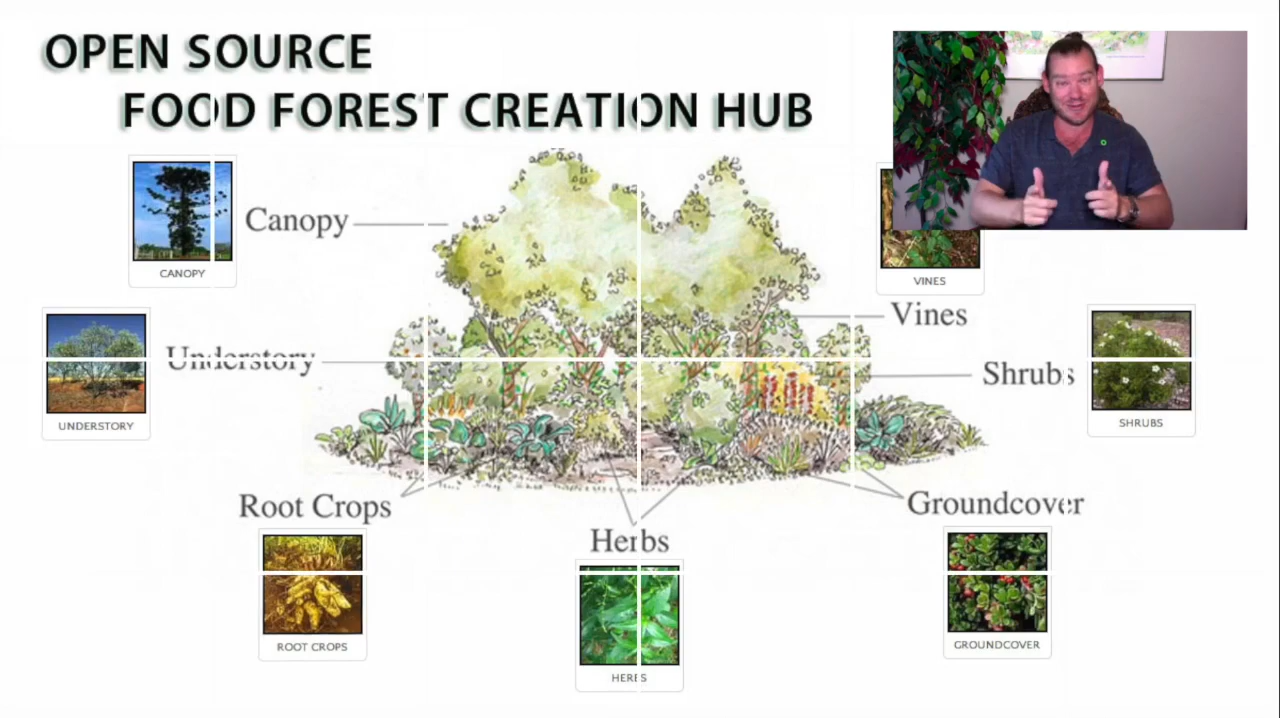 OPEN SOURCE
FOOD FOREST CREATION HUB
Canopy
CANOPY
VINES
Vines
Understory
Shrubs
UNDERSTORY
SHRUBS
Root Crops
Groundcover
Herbs
ROOT CROPS
GROUNDCOVER
HERBS